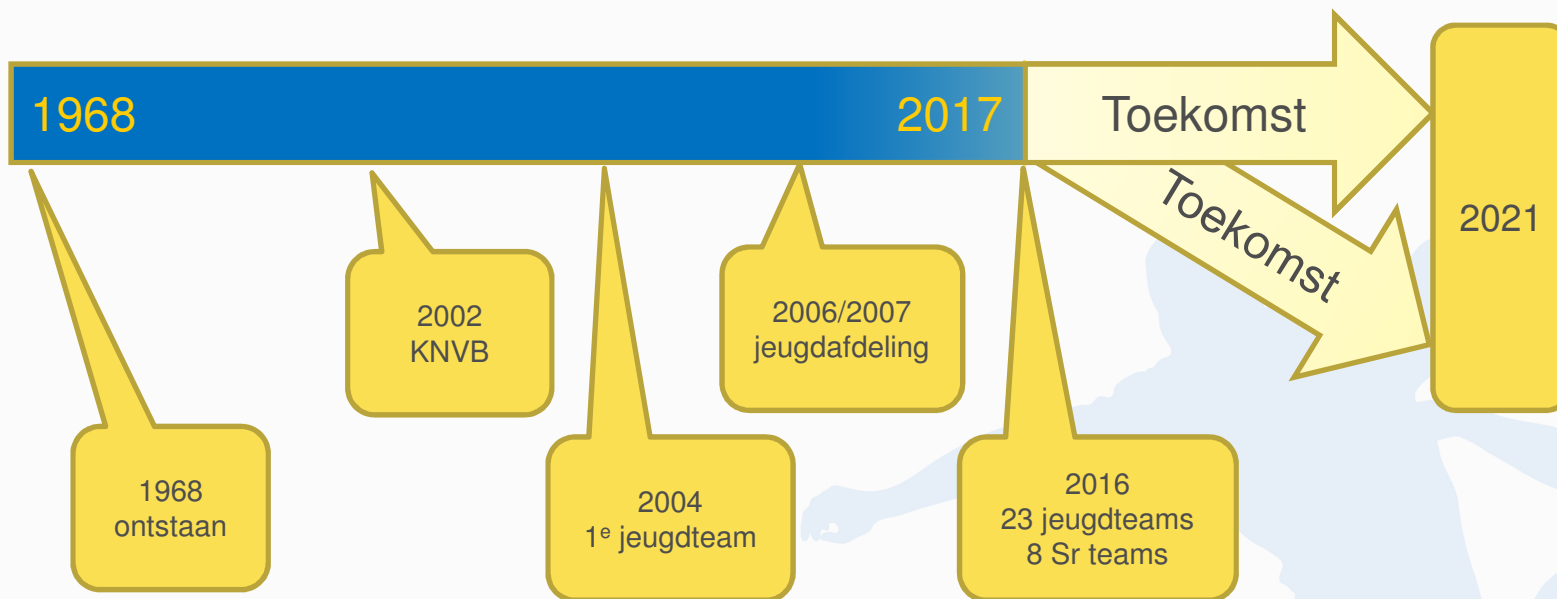 1968
2017
Toekomst
Toekomst
2021
2002
KNVB
2006/2007
jeugdafdeling
1968
ontstaan
2004
1e jeugdteam
2016
23 jeugdteams
8 Sr teams